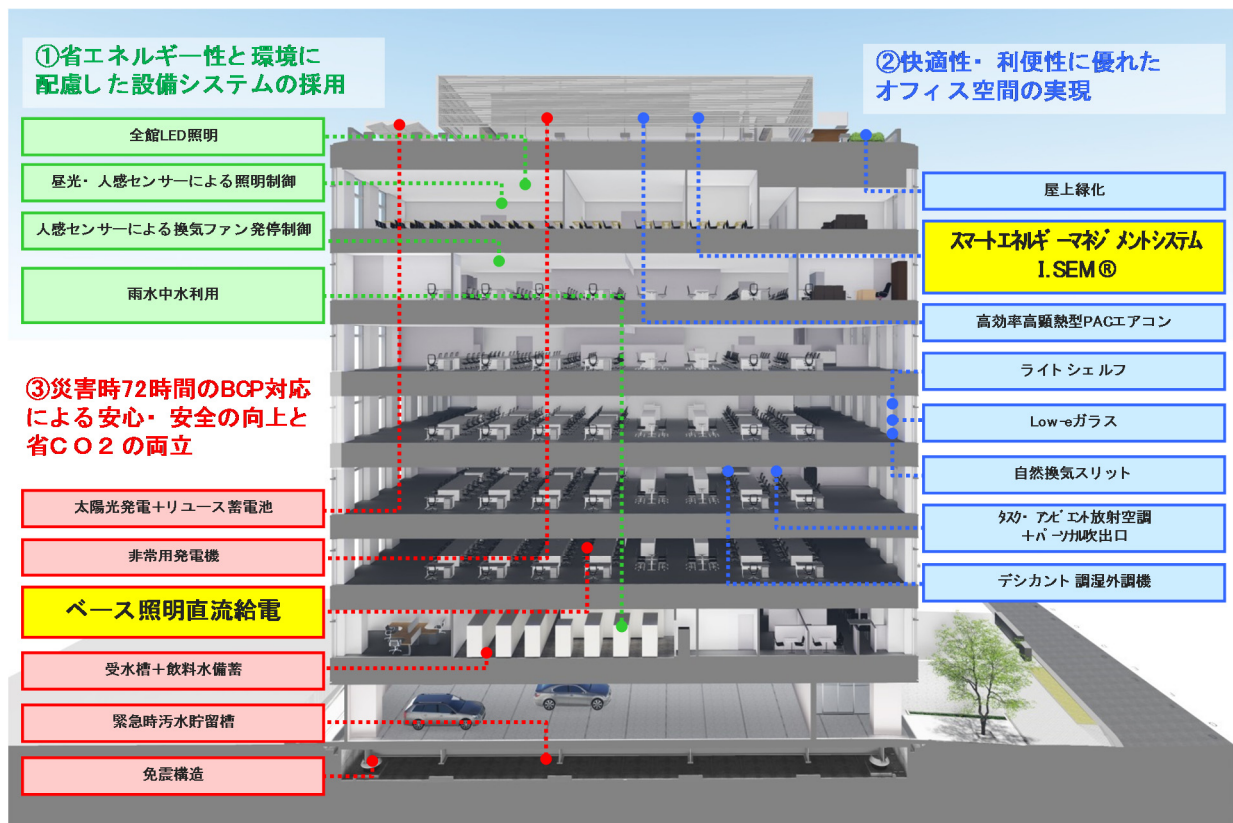 ①省エネルギー性と環境に
配慮した設備システムの採用
全館LED照明
昼光・人感センサーによる照明制御
人感センサーによる換気ファン発停制御
雨水中水利用
③災害時72時間のBCP対応
による安心・安全の向上と
省CO2の両立
太陽光発電+リユース蓄電池
非常用発電機
ベース照明直流給電
受水槽+飲料水備蓄
緊急時汚水貯留槽
免震構造
②快適性・利便性に優れた
オフィス空間の実現
屋上緑化
スマートエネルギーマネジメントシステム
I.SEM®
高効率高顕熱型PACエアコン
ライトシェルフ
Low-eガラス
自然換気スリット
タスク・アンビエント放射空調
+パーソナル吹出口
デシカント調湿外調機